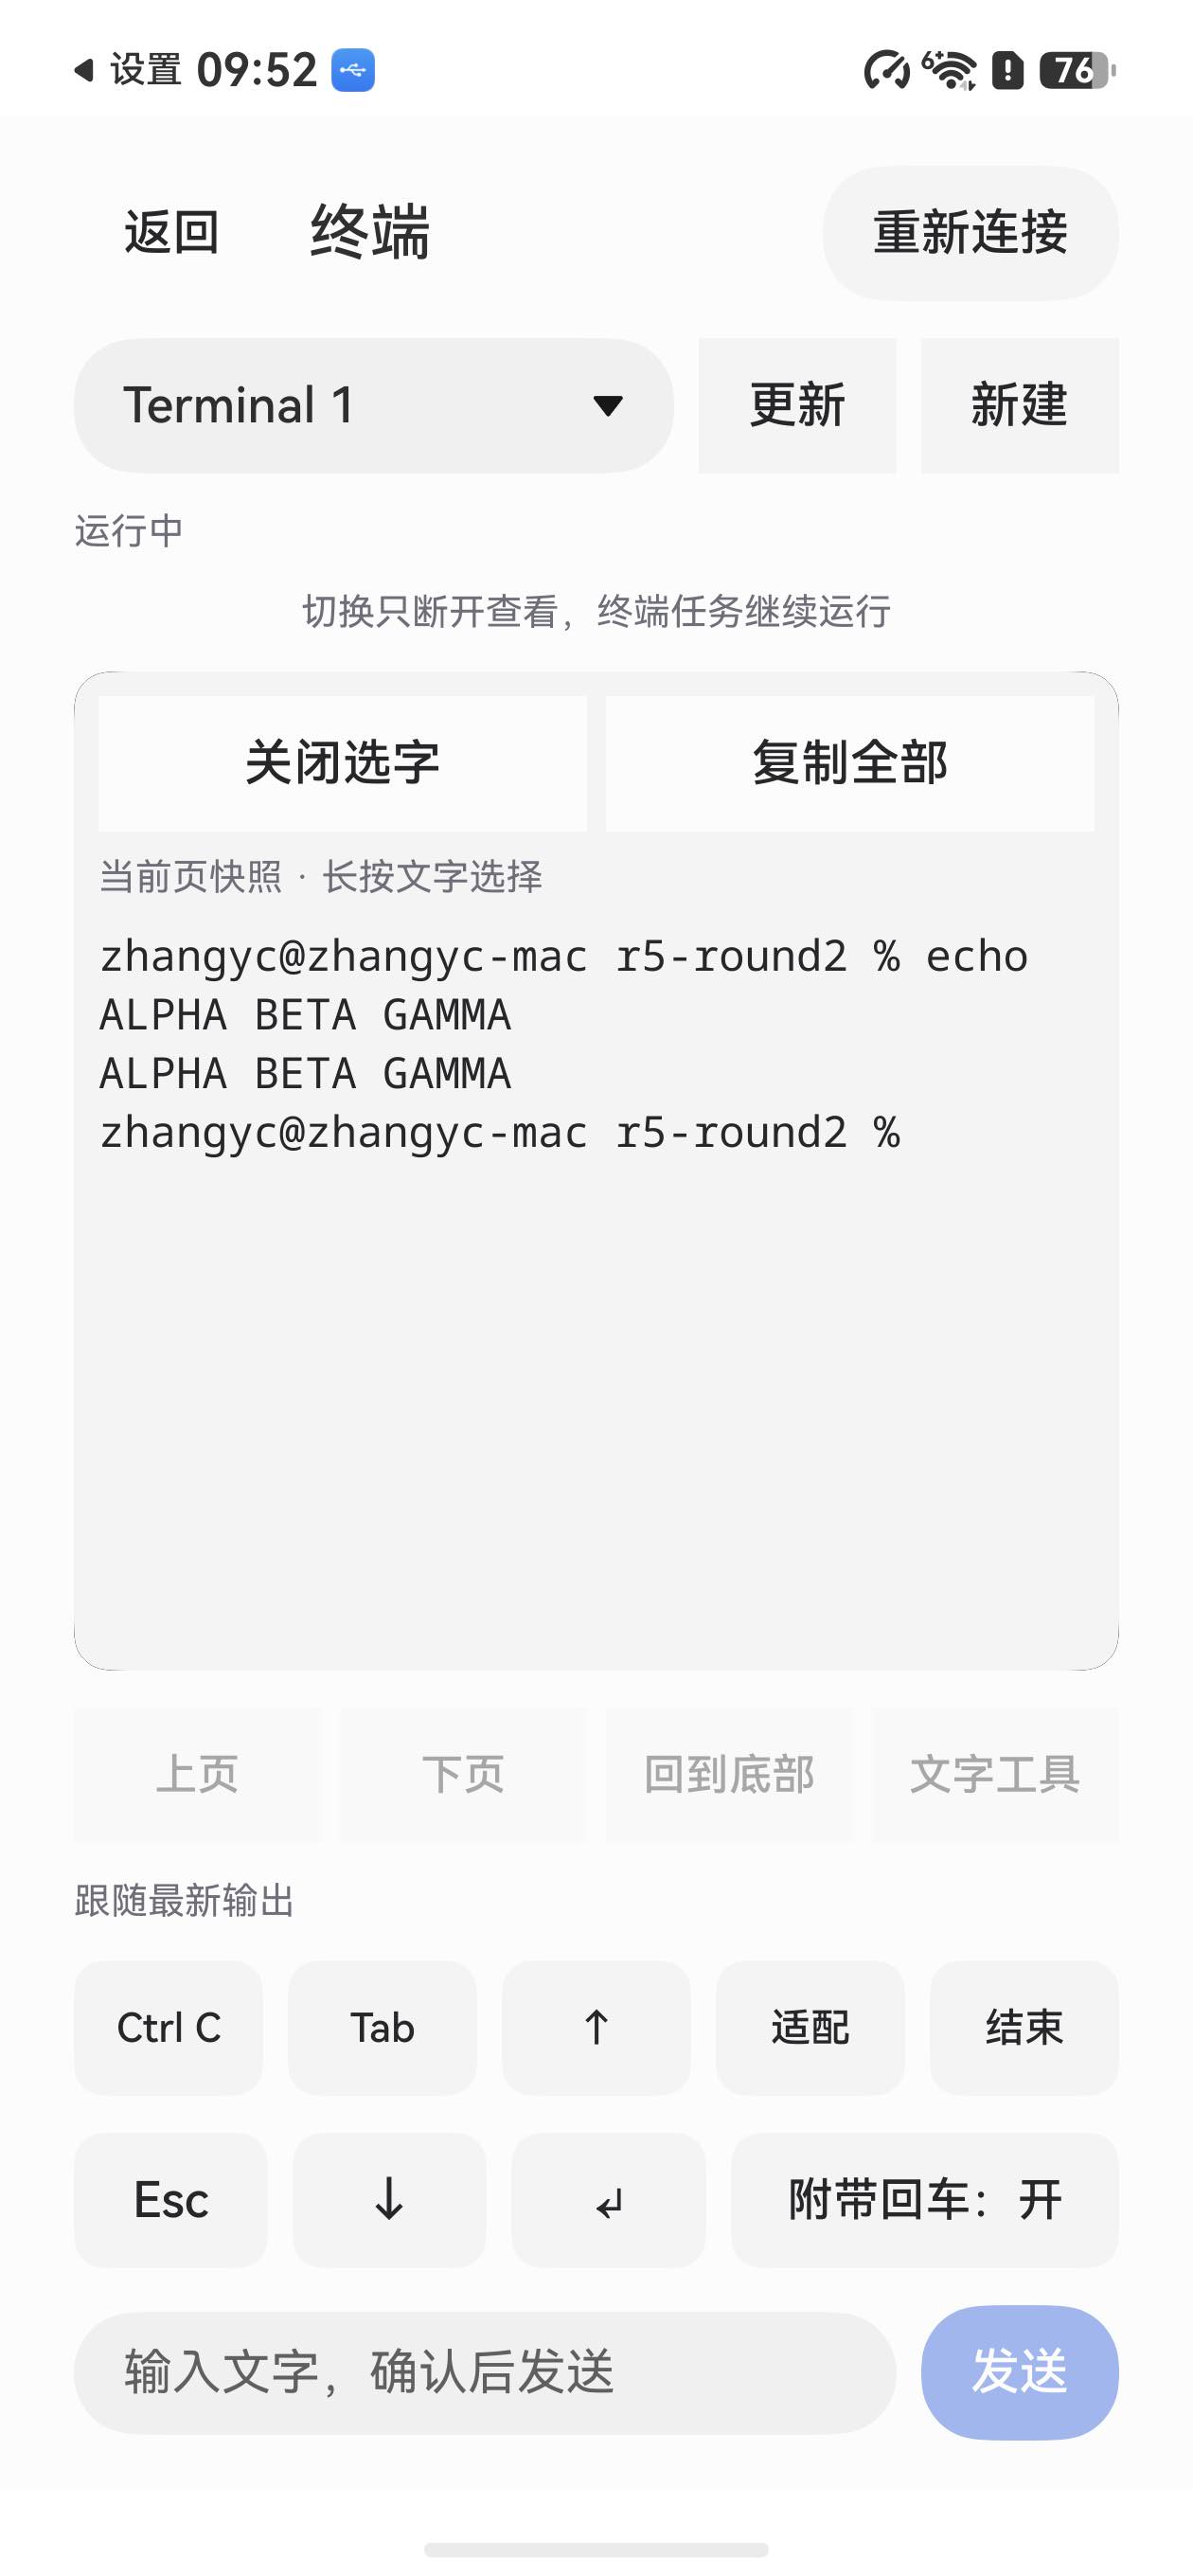 设置 09:52
6+ 76
返回 终端 重新连接
Terminal 1 更新 新建
运行中
切换只断开查看，终端任务继续运行
关闭选字 复制全部
当前页快照 · 长按文字选择
zhangyc@zhangyc-mac r5-round2 % echo
ALPHA BETA GAMMA
ALPHA BETA GAMMA
zhangyc@zhangyc-mac r5-round2 %
上页 下页 回到底部 文字工具
跟随最新输出
Ctrl C Tab ↑ 适配 结束
Esc ↓ ↲ 附带回车：开
输入文字，确认后发送 发送